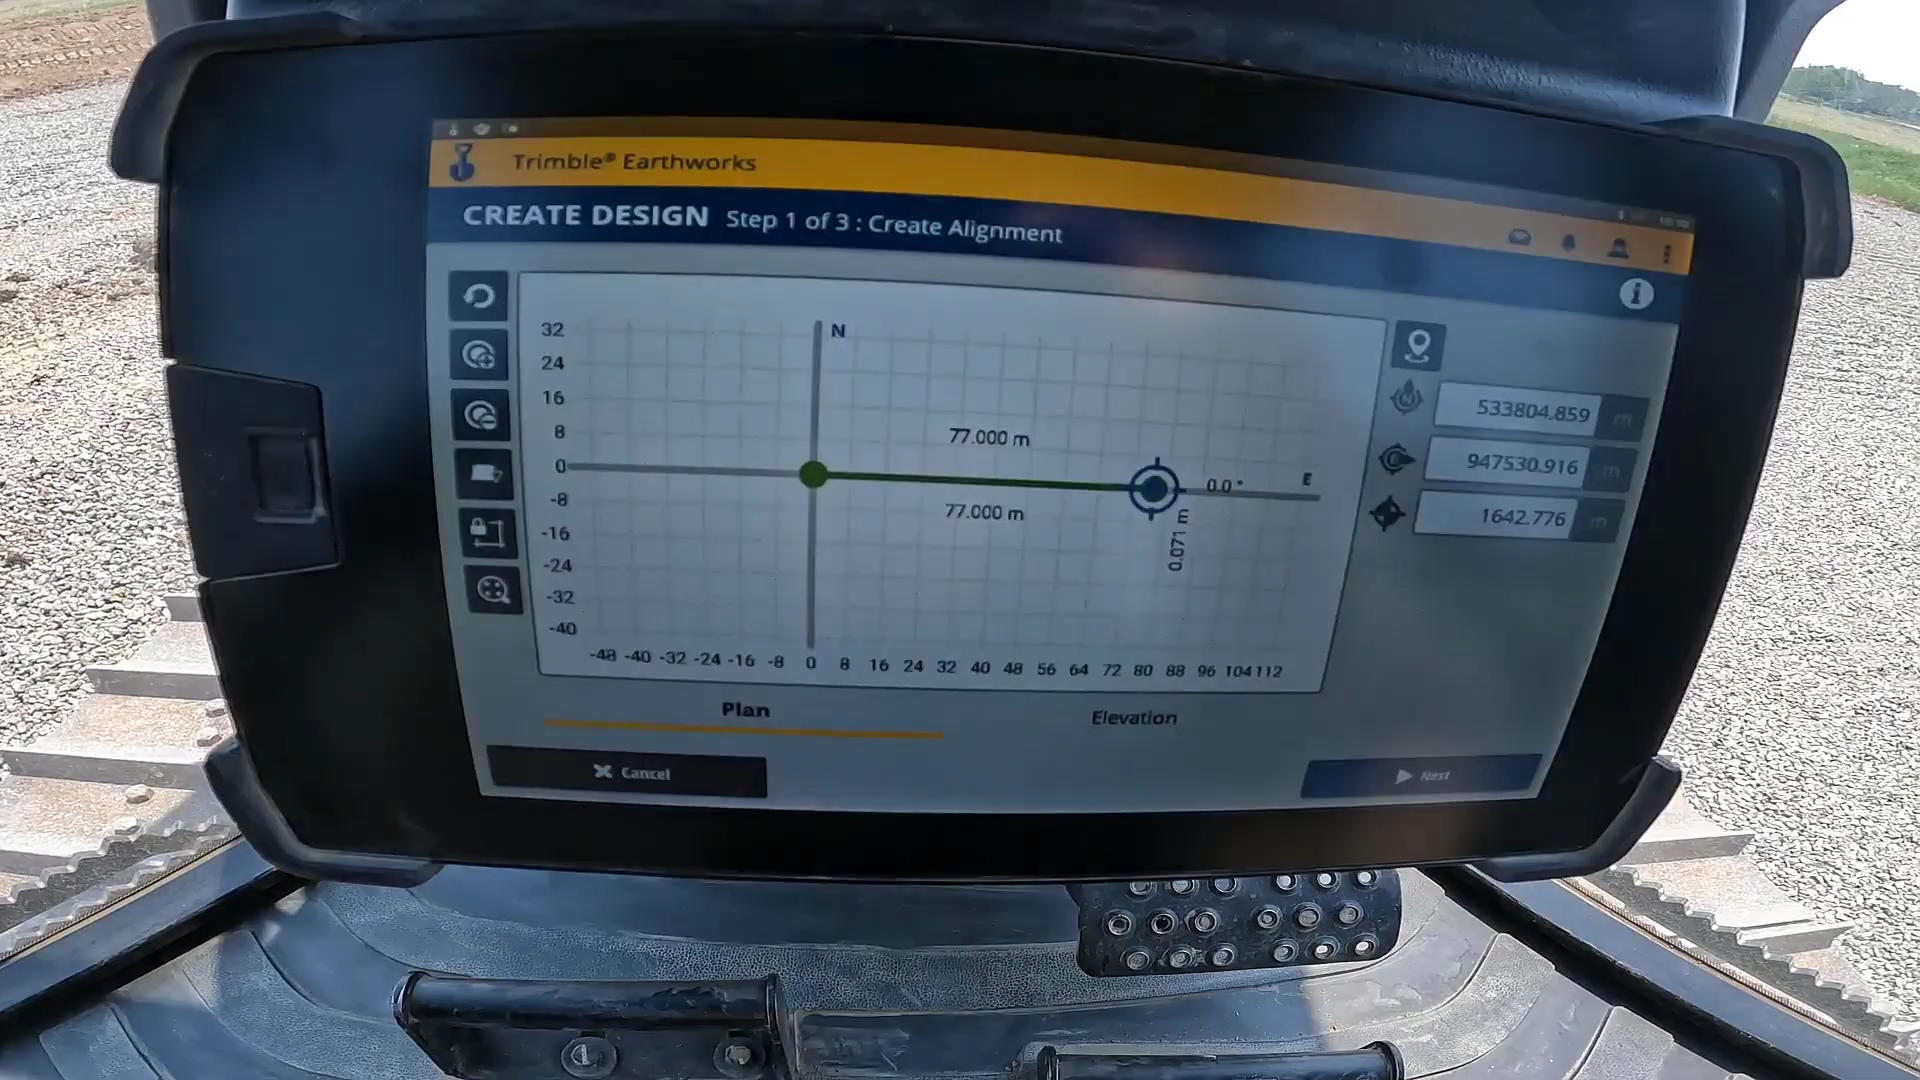 Trimble® Earthworks
CREATE DESIGN Step 1 of 3 : Create Alignment
32
24
16
8
0
-8
-16
-24
-32
-40
N
77.000 m
77.000 m
0.0 °
E
0.071 m
-48 -40 -32 -24 -16 -8 0 8 16 24 32 40 48 56 64 72 80 88 96 104 112
533804.859 m
947530.916 m
1642.776 m
Plan
Elevation
Cancel
Next